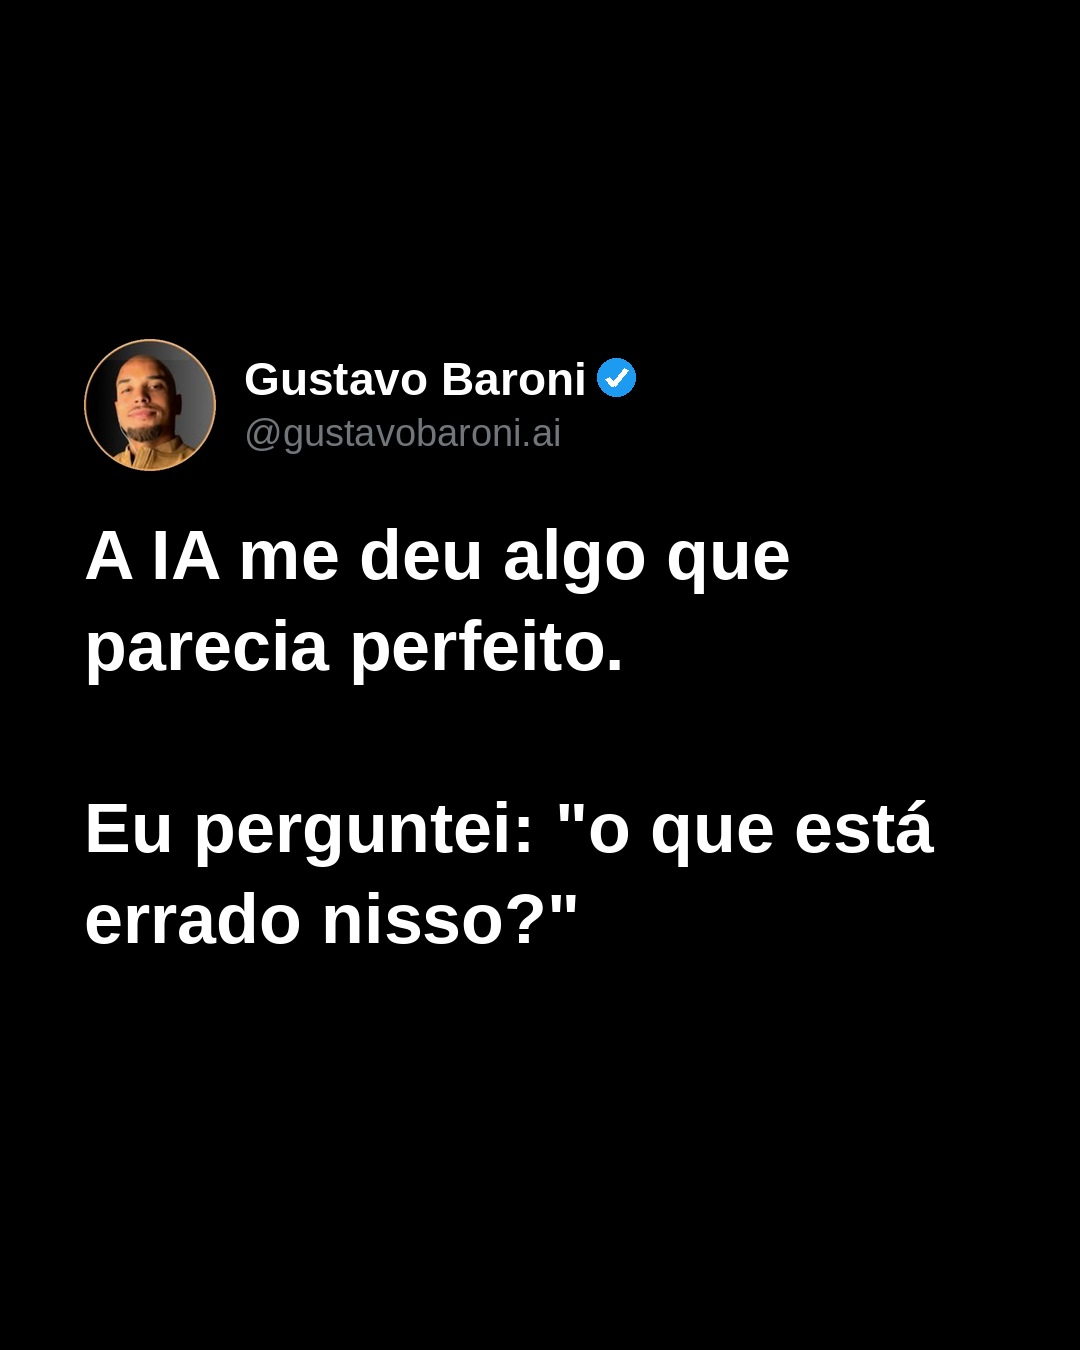 Gustavo Baroni
@gustavobaroni.ai
A IA me deu algo que
parecia perfeito.
Eu perguntei: "o que está
errado nisso?"